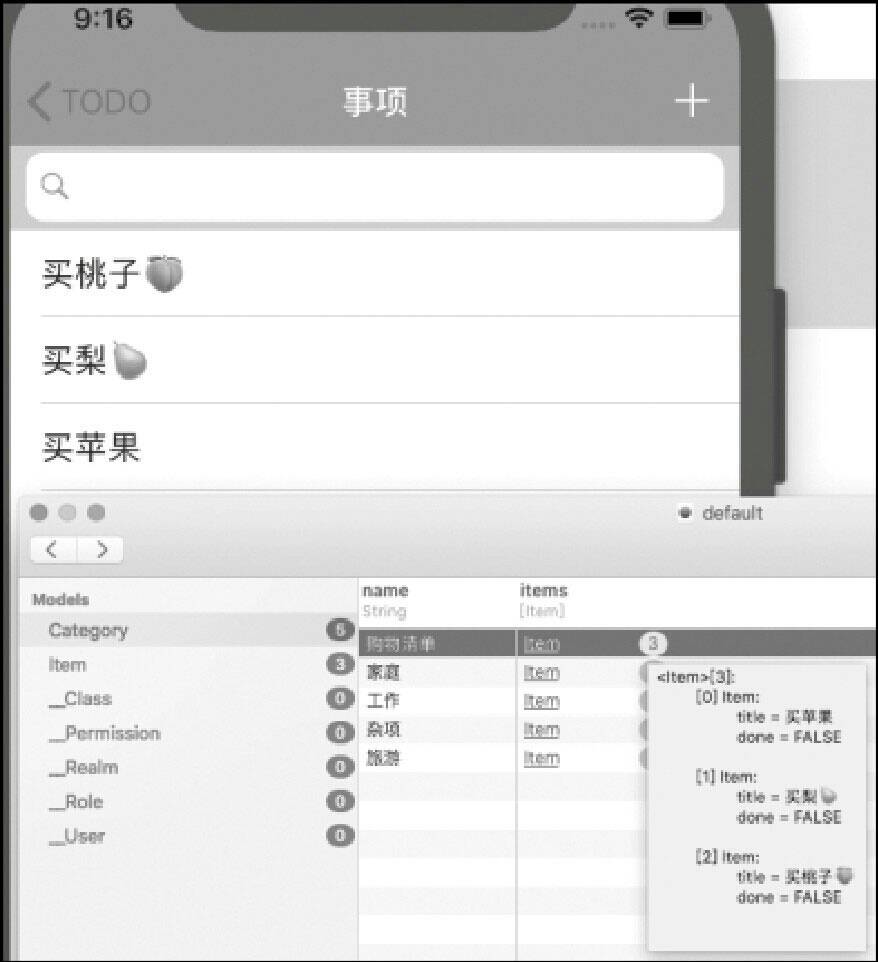 9:16
TODO
事项
买桃子🍑
买梨🍐
买苹果
default
Models
Category 5
Item 3
__Class 0
__Permission 0
__Realm 0
__Role 0
__User 0
name items
String [Item]
购物清单 Item 3
家庭 Item
工作 Item
杂项 Item
旅游 Item
<Item>[3]:
[0] Item:
title = 买苹果
done = FALSE
[1] Item:
title = 买梨🍐
done = FALSE
[2] Item:
title = 买桃子🍑
done = FALSE